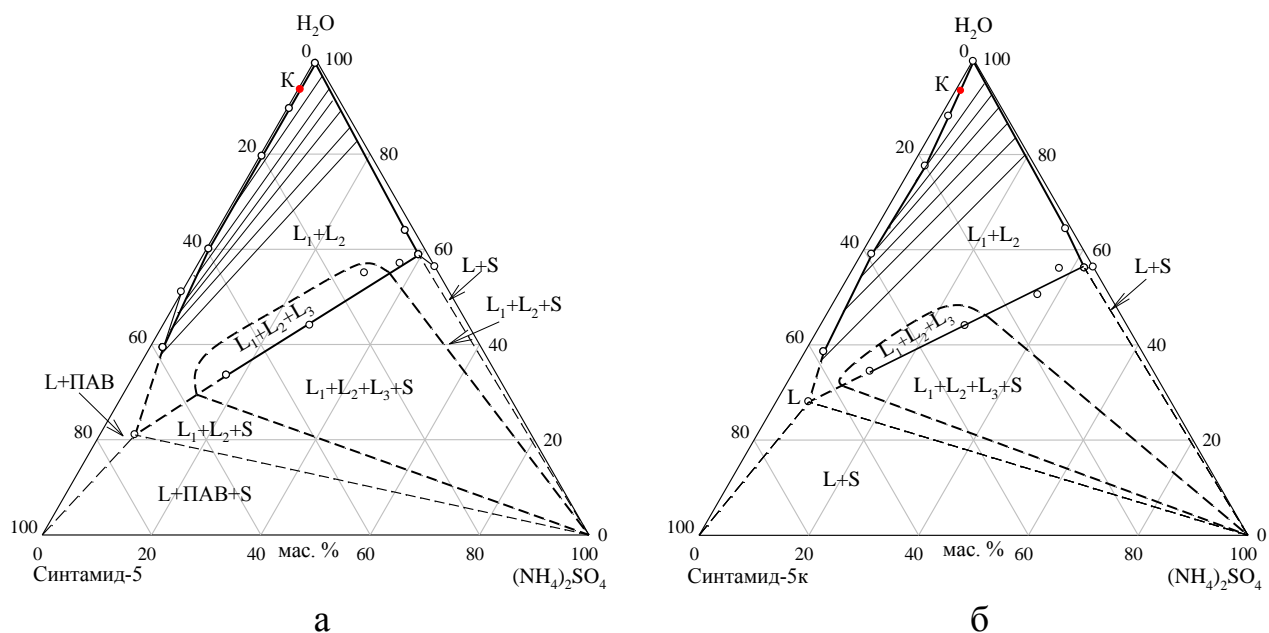 H₂O
0 100
К
20 80
L₁+L₂
40 60
L+S
L₁+L₂+S
L₁+L₂+L₃
60 40
L+ПАВ
L₁+L₂+L₃+S
80 L₁+L₂+S 20
L+ПАВ+S
100 0
0 20 40 мас. % 60 80 100
Синтамид-5 (NH₄)₂SO₄
а
H₂O
0 100
К
20 80
L₁+L₂
40 60
L+S
L₁+L₂+L₃
60 40
L₁+L₂+L₃+S
L
80 20
L+S
100 0
0 20 40 мас. % 60 80 100
Синтамид-5к (NH₄)₂SO₄
б